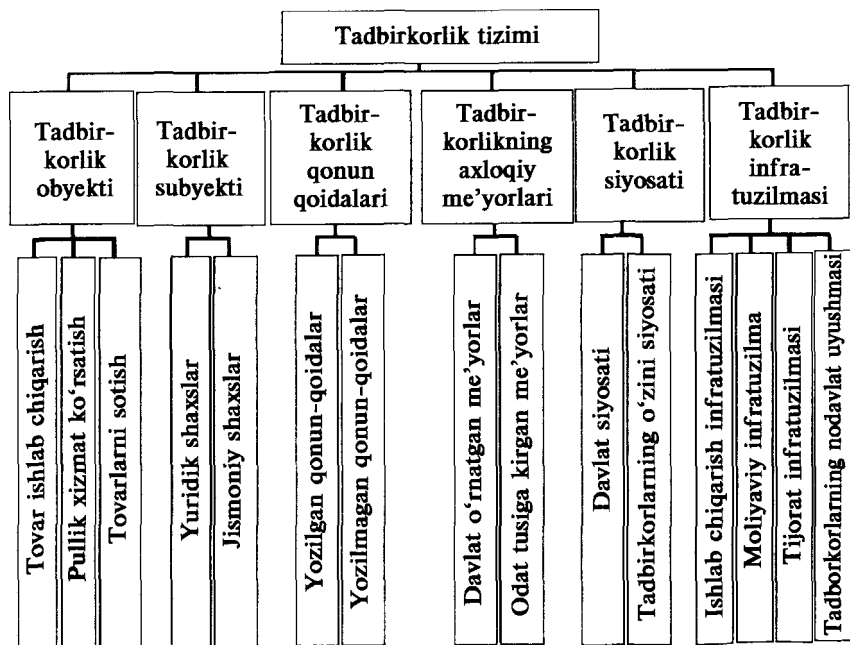 Tadbirkorlik tizimi
Tadbir-
korlik
obyekti
Tadbir-
korlik
subyekti
Tadbir-
korlik
qonun
qoidalari
Tadbir-
korlikning
axloqiy
me’yorlari
Tadbir-
korlik
siyosati
Tadbir-
korlik
infra-
tuzilmasi
Tovar ishlab chiqarish
Pullik xizmat ko‘rsatish
Tovarlarni sotish
Yuridik shaxslar
Jismoniy shaxslar
Yozilgan qonun-qoidalar
Yozilmagan qonun-qoidalar
Davlat o‘rnatgan me’yorlar
Odat tusiga kirgan me’yorlar
Davlat siyosati
Tadbirkorlarning o‘zini siyosati
Ishlab chiqarish infratuzilmasi
Moliyaviy infratuzilma
Tijorat infratuzilmasi
Tadborkorlarning nodavlat uyushmasi